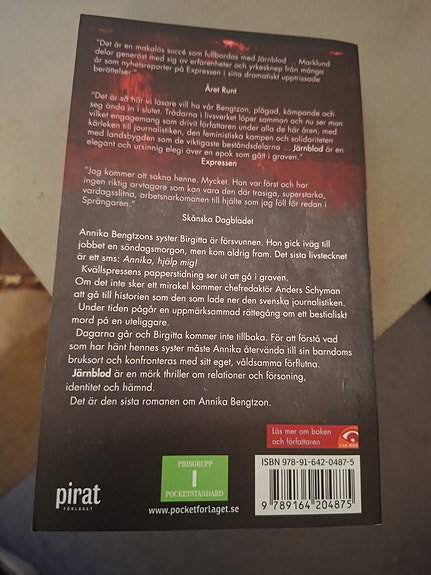 "Det är en makalös succé som fullbordas med Järnblod ... Marklund
delar generöst med sig av erfarenheter och yrkesknep från många
år som nyhetsreporter på Expressen i sina dramatiskt upptrissade
berättelser."
Året Runt
"Det är så här vi läsare vill ha vår Bengtzon, plågad, kämpande och
seg ända in i slutet. Trådarna i livsverket löper samman och nu ser man
vilket engagemang som drivit författaren under alla de här åren, med
kärleken till journalistiken, den feministiska kampen och solidariteten
med landsbygden som de viktigaste beståndsdelarna ... Järnblod är en
elegant och ursinnig elegi över en epok som gått i graven."
Expressen
"Jag kommer att sakna henne. Mycket. Hon var först och har
ingen riktig arvtagare som kan vara den där trasiga, superstarka,
vardagsslitna, arbetsnarkomanen till hjälte som jag föll för redan i
Sprängaren."
Skånska Dagbladet
Annika Bengtzons syster Birgitta är försvunnen. Hon gick iväg till
jobbet en söndagsmorgon, men kom aldrig fram. Det sista livstecknet
är ett sms: Annika, hjälp mig!
Kvällspressens papperstidning ser ut att gå i graven.
Om det inte sker ett mirakel kommer chefredaktör Anders Schyman
att gå till historien som den som lade ner den svenska journalistiken.
Under tiden pågår en uppmärksammad rättegång om ett bestialiskt
mord på en uteliggare.
Dagarna går och Birgitta kommer inte tillbaka. För att förstå vad
som har hänt hennes syster måste Annika återvända till sin barndoms
bruksort och konfronteras med sitt eget, våldsamma förflutna.
Järnblod är en mörk thriller om relationer och försoning,
identitet och hämnd.
Det är den sista romanen om Annika Bengtzon.
Läs mer om boken
och författaren
LÄS MER
pirat
FÖRLAGET
PRISGRUPP
I
POCKETSTANDARD
www.pocketforlaget.se
ISBN 978-91-642-0487-5
9 789164 204875